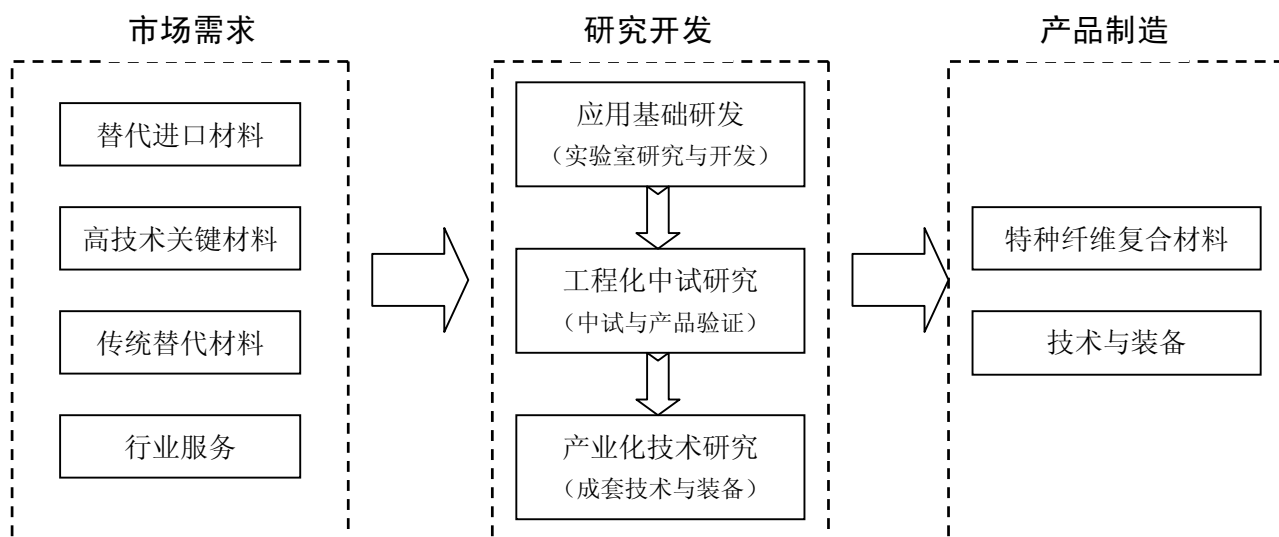 市场需求
替代进口材料
高技术关键材料
传统替代材料
行业服务
研究开发
应用基础研发
（实验室研究与开发）
工程化中试研究
（中试与产品验证）
产业化技术研究
（成套技术与装备）
产品制造
特种纤维复合材料
技术与装备